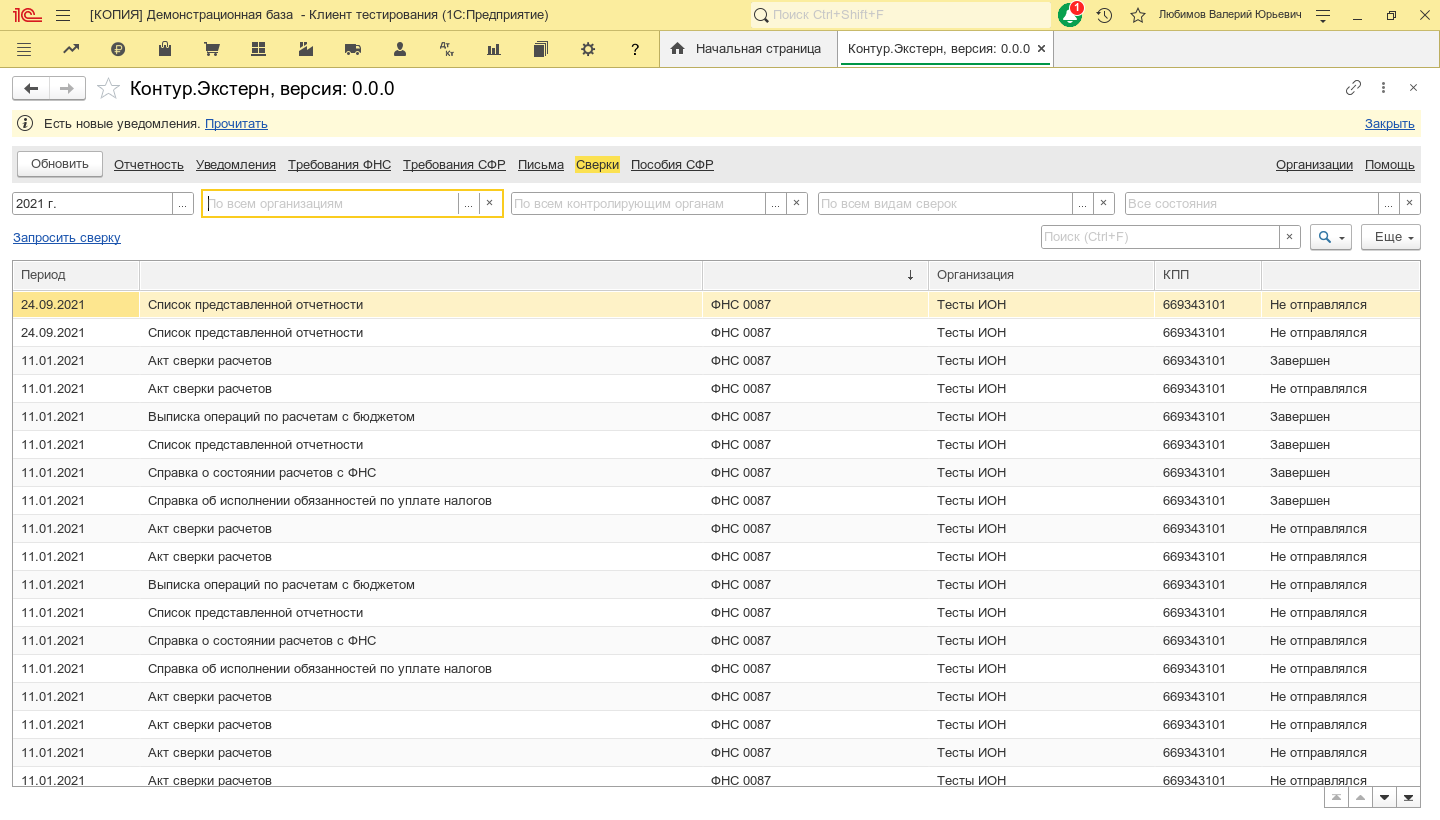 [КОПИЯ] Демонстрационная база - Клиент тестирования (1С:Предприятие) Поиск Ctrl+Shift+F 1 Любимов Валерий Юрьевич
Дт Кт ? Начальная страница Контур.Экстерн, версия: 0.0.0
Контур.Экстерн, версия: 0.0.0
Есть новые уведомления. Прочитать Закрыть
Обновить Отчетность Уведомления Требования ФНС Требования СФР Письма Сверки Пособия СФР Организации Помощь
2021 г. ... По всем организациям ... × По всем контролирующим органам ... × По всем видам сверок ... × Все состояния ... ×
Запросить сверку Поиск (Ctrl+F) × Еще
Период ↓ Организация КПП
24.09.2021 Список представленной отчетности ФНС 0087 Тесты ИОН 669343101 Не отправлялся
24.09.2021 Список представленной отчетности ФНС 0087 Тесты ИОН 669343101 Не отправлялся
11.01.2021 Акт сверки расчетов ФНС 0087 Тесты ИОН 669343101 Завершен
11.01.2021 Акт сверки расчетов ФНС 0087 Тесты ИОН 669343101 Не отправлялся
11.01.2021 Выписка операций по расчетам с бюджетом ФНС 0087 Тесты ИОН 669343101 Завершен
11.01.2021 Список представленной отчетности ФНС 0087 Тесты ИОН 669343101 Завершен
11.01.2021 Справка о состоянии расчетов с ФНС ФНС 0087 Тесты ИОН 669343101 Завершен
11.01.2021 Справка об исполнении обязанностей по уплате налогов ФНС 0087 Тесты ИОН 669343101 Завершен
11.01.2021 Акт сверки расчетов ФНС 0087 Тесты ИОН 669343101 Не отправлялся
11.01.2021 Акт сверки расчетов ФНС 0087 Тесты ИОН 669343101 Не отправлялся
11.01.2021 Выписка операций по расчетам с бюджетом ФНС 0087 Тесты ИОН 669343101 Не отправлялся
11.01.2021 Список представленной отчетности ФНС 0087 Тесты ИОН 669343101 Не отправлялся
11.01.2021 Справка о состоянии расчетов с ФНС ФНС 0087 Тесты ИОН 669343101 Не отправлялся
11.01.2021 Справка об исполнении обязанностей по уплате налогов ФНС 0087 Тесты ИОН 669343101 Не отправлялся
11.01.2021 Акт сверки расчетов ФНС 0087 Тесты ИОН 669343101 Не отправлялся
11.01.2021 Акт сверки расчетов ФНС 0087 Тесты ИОН 669343101 Не отправлялся
11.01.2021 Акт сверки расчетов ФНС 0087 Тесты ИОН 669343101 Не отправлялся
11.01.2021 Акт сверки расчетов ФНС 0087 Тесты ИОН 669343101 Не отправлялся